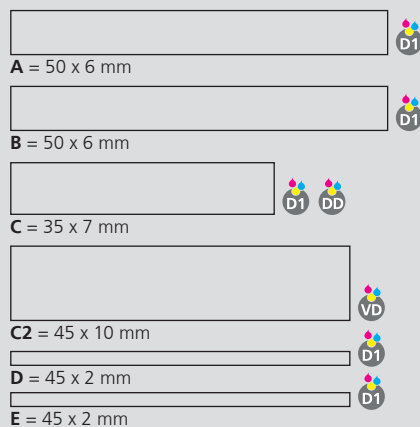 D1
A = 50 x 6 mm
D1
B = 50 x 6 mm
D1 DD
C = 35 x 7 mm
VD
C2 = 45 x 10 mm
D1
D = 45 x 2 mm
D1
E = 45 x 2 mm